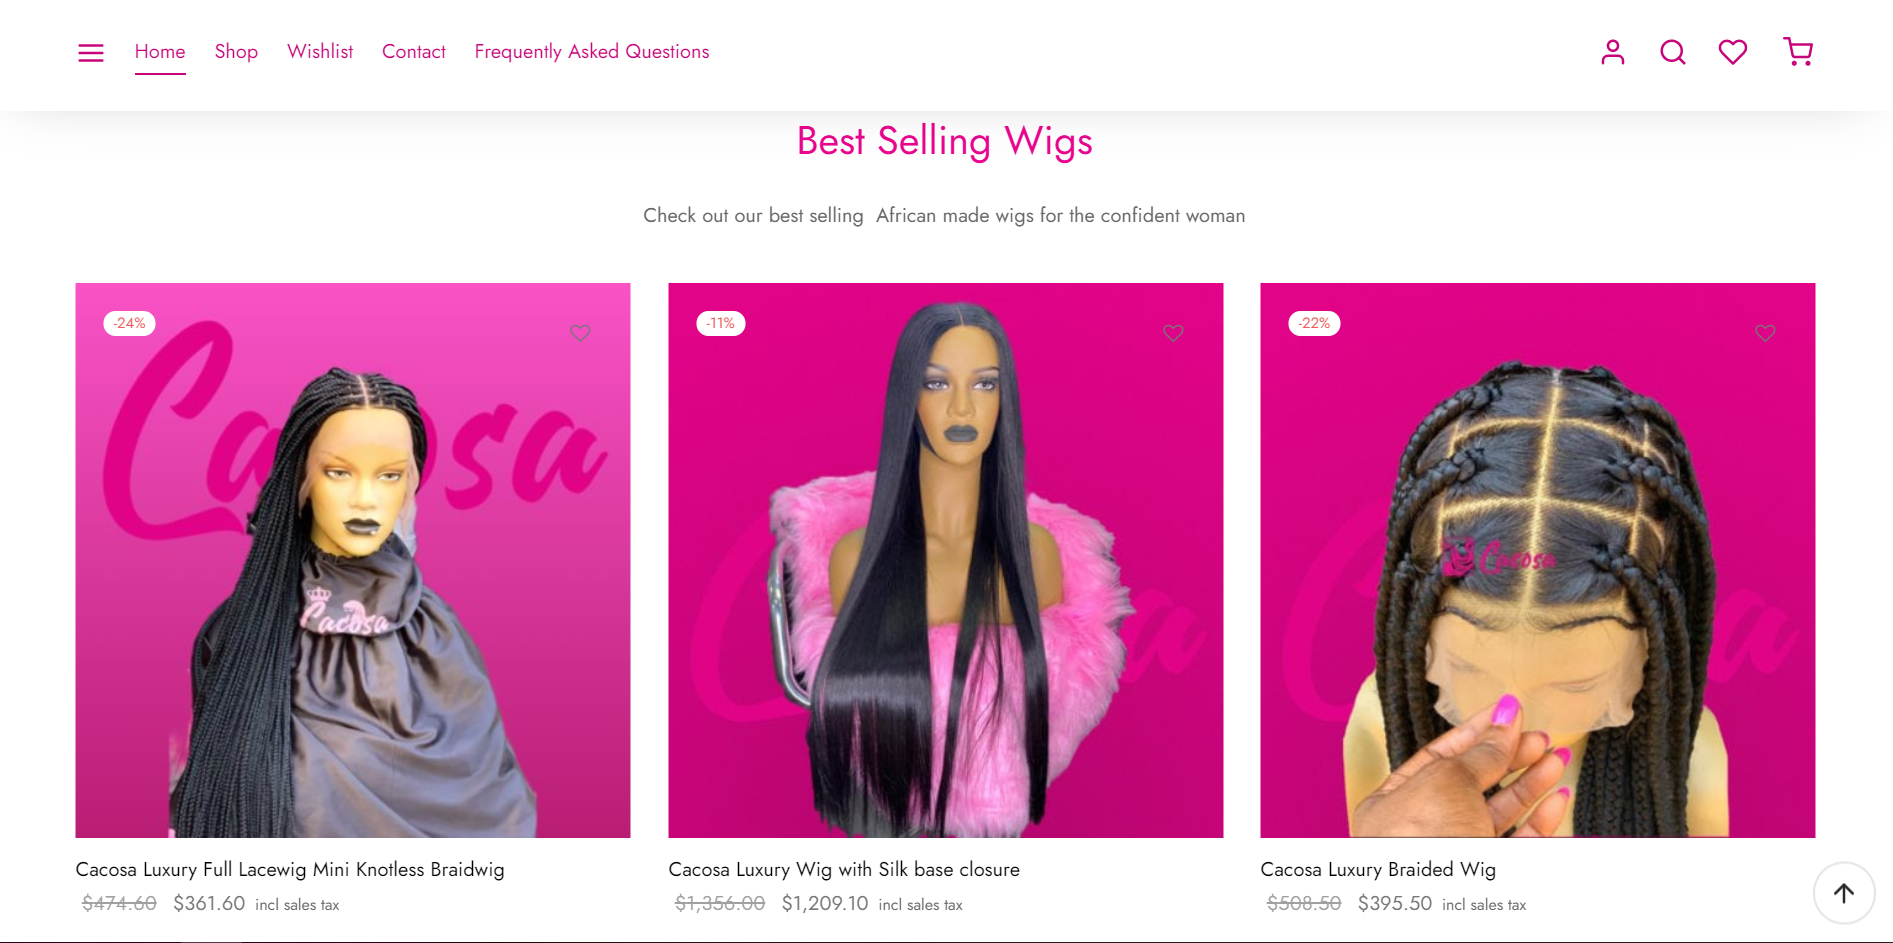 Home Shop Wishlist Contact Frequently Asked Questions
Best Selling Wigs
Check out our best selling African made wigs for the confident woman
-24%
-11%
-22%
Cacosa
Cacosa
Cacosa
Cacosa Luxury Full Lacewig Mini Knotless Braidwig
$474.60 $361.60 incl sales tax
Cacosa Luxury Wig with Silk base closure
$1,356.00 $1,209.10 incl sales tax
Cacosa Luxury Braided Wig
$508.50 $395.50 incl sales tax